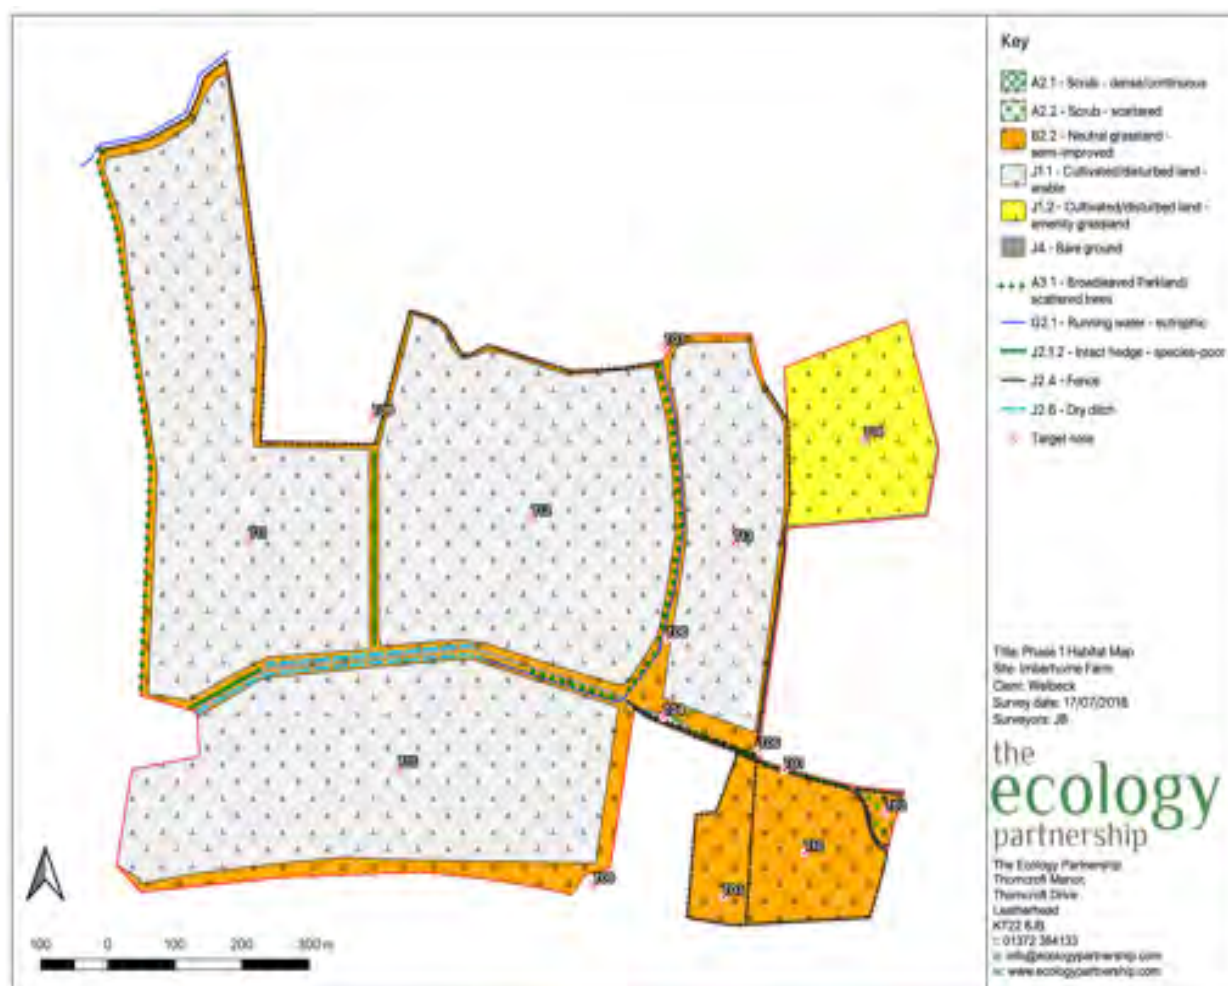 Key
A2.1 - Scrub - dense/continuous
A2.2 - Scrub - scattered
B2.2 - Neutral grassland -
semi-improved
J1.1 - Cultivated/disturbed land -
arable
J1.2 - Cultivated/disturbed land -
amenity grassland
J4 - Bare ground
A3.1 - Broadleaved Parkland/
scattered trees
G2.1 - Running water - eutrophic
J2.1.2 - Intact hedge - species-poor
J2.4 - Fence
J2.6 - Dry ditch
Target note
Title: Phase 1 Habitat Map
Site: Imberhorne Farm
Client: Welbeck
Survey date: 17/07/2018
Surveyors: JB
the
ecology
partnership
The Ecology Partnership
Thorncroft Manor,
Thorncroft Drive
Leatherhead
KT22 8JB
t: 01372 364133
e: info@ecologypartnership.com
w: www.ecologypartnership.com
100 0 100 200 300 m